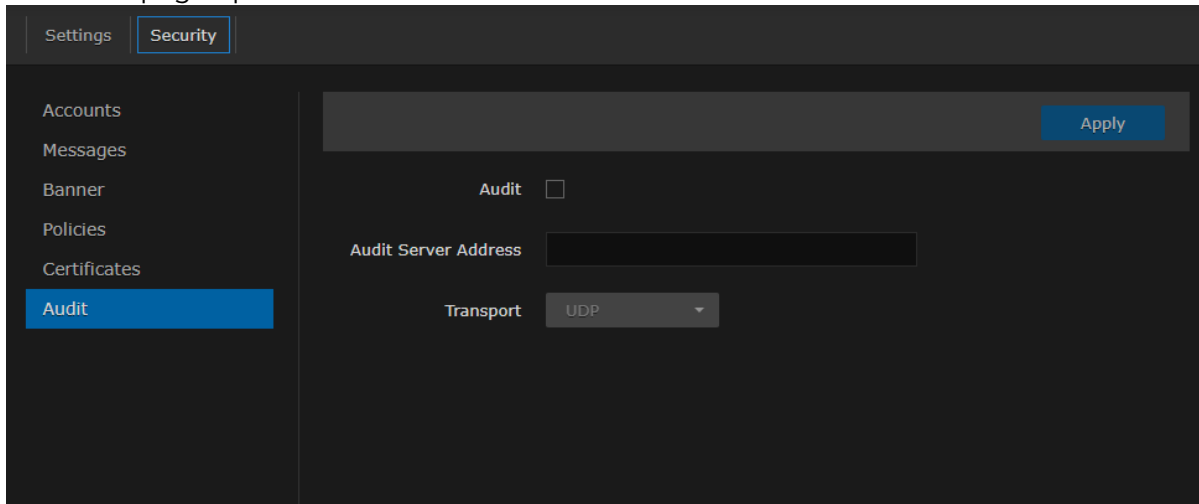 Settings Security
Accounts
Messages
Banner
Policies
Certificates
Audit
Apply
Audit
Audit Server Address
Transport UDP